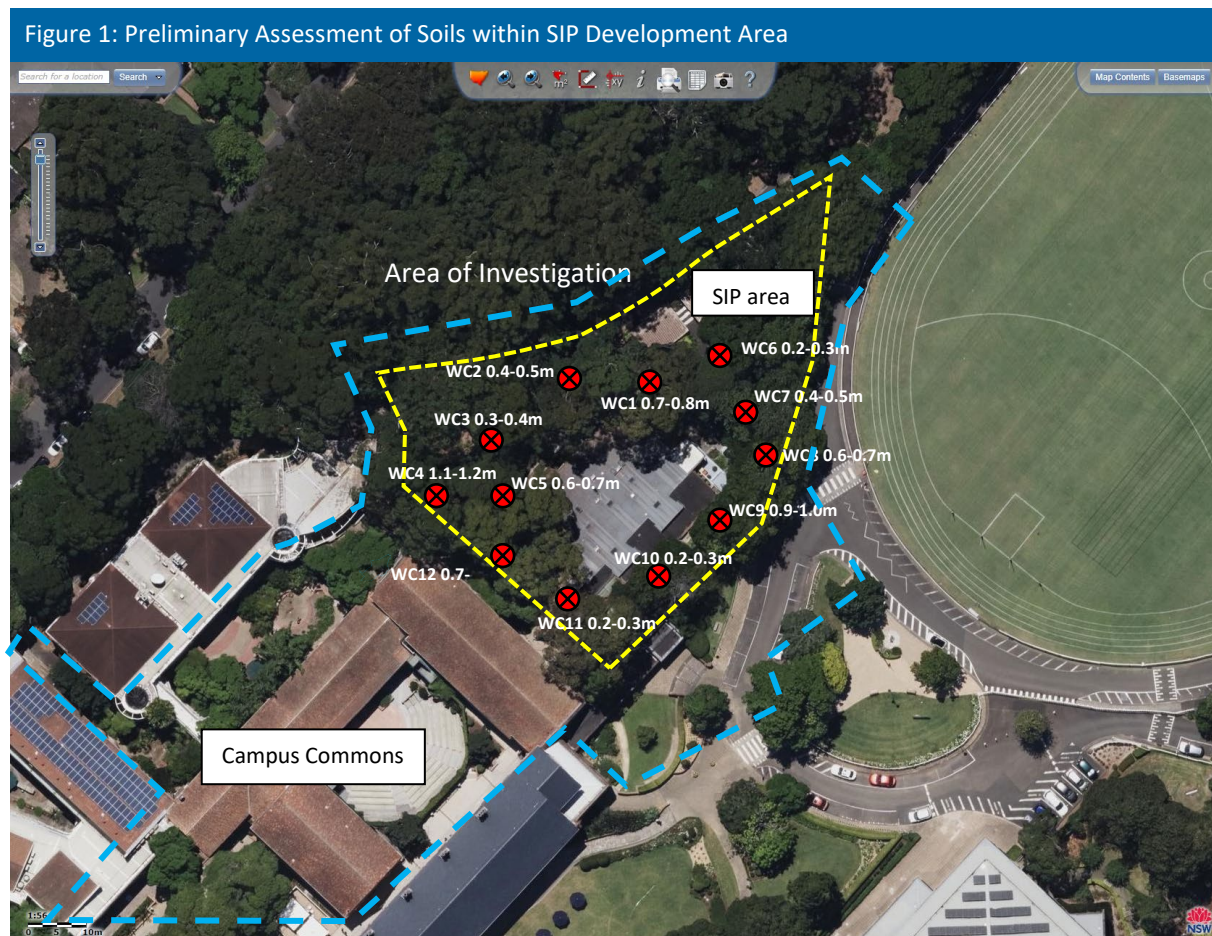 Figure 1: Preliminary Assessment of Soils within SIP Development Area
Search for a location
Search
m²
XY
i
?
Map Contents
Basemaps
Area of Investigation
SIP area
WC6 0.2-0.3m
WC2 0.4-0.5m
WC1 0.7-0.8m
WC7 0.4-0.5m
WC3 0.3-0.4m
WC8 0.6-0.7m
WC4 1.1-1.2m
WC5 0.6-0.7m
WC9 0.9-1.0m
WC10 0.2-0.3m
WC12 0.7-
WC11 0.2-0.3m
Campus Commons
0 5 10m
NSW